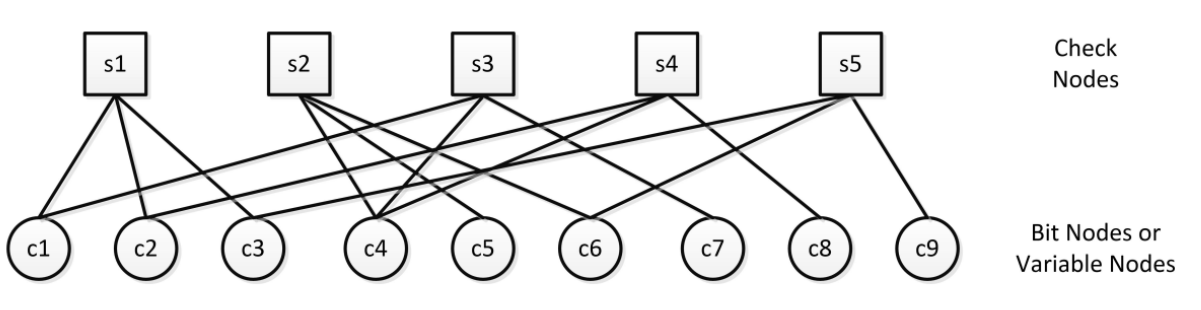 s1 s2 s3 s4 s5
Check
Nodes
c1 c2 c3 c4 c5 c6 c7 c8 c9
Bit Nodes or
Variable Nodes